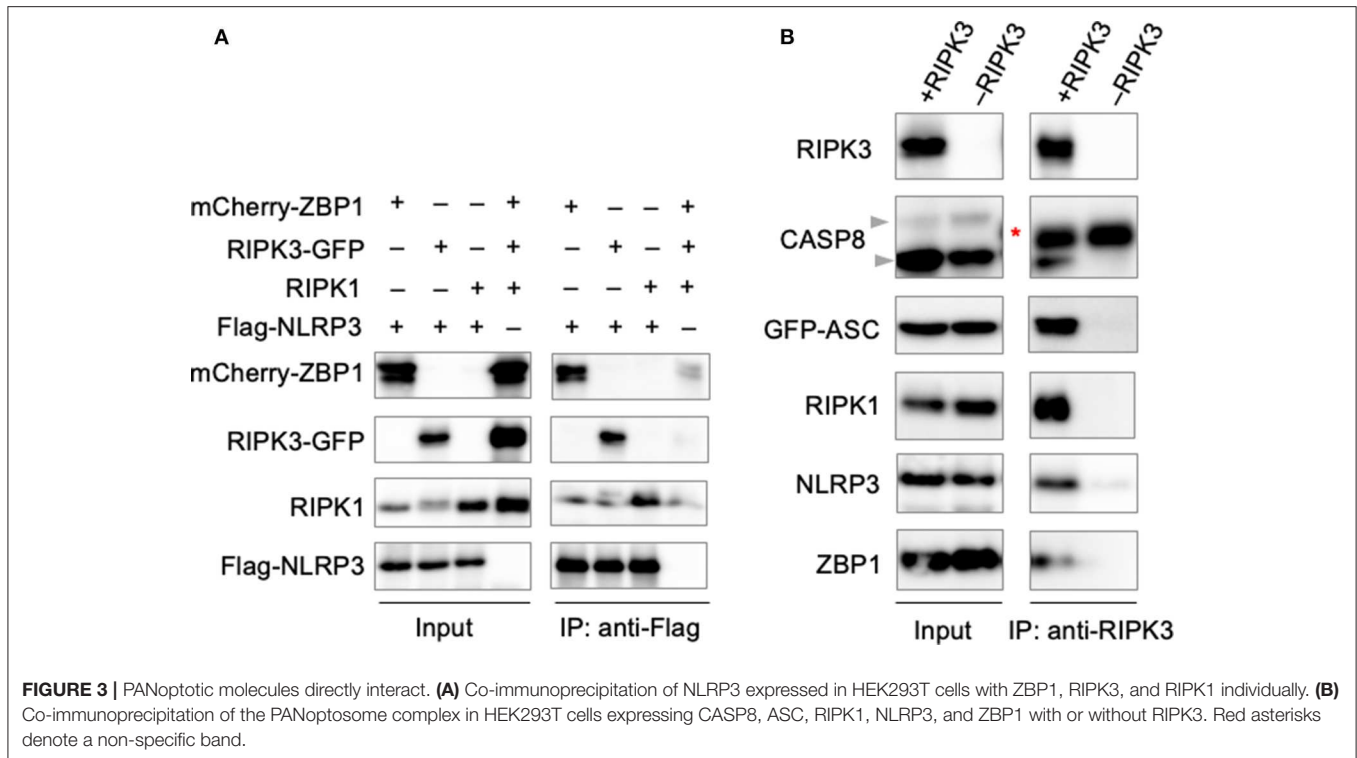 A
mCherry-ZBP1 + – – + + – – +
RIPK3-GFP – + – + – + – +
RIPK1 – – + + – – + +
Flag-NLRP3 + + + – + + + –
mCherry-ZBP1
RIPK3-GFP
RIPK1
Flag-NLRP3
Input IP: anti-Flag
B
+RIPK3 –RIPK3 +RIPK3 –RIPK3
RIPK3
CASP8 *
GFP-ASC
RIPK1
NLRP3
ZBP1
Input IP: anti-RIPK3
FIGURE 3 | PANoptotic molecules directly interact. (A) Co-immunoprecipitation of NLRP3 expressed in HEK293T cells with ZBP1, RIPK3, and RIPK1 individually. (B)
Co-immunoprecipitation of the PANoptosome complex in HEK293T cells expressing CASP8, ASC, RIPK1, NLRP3, and ZBP1 with or without RIPK3. Red asterisks
denote a non-specific band.